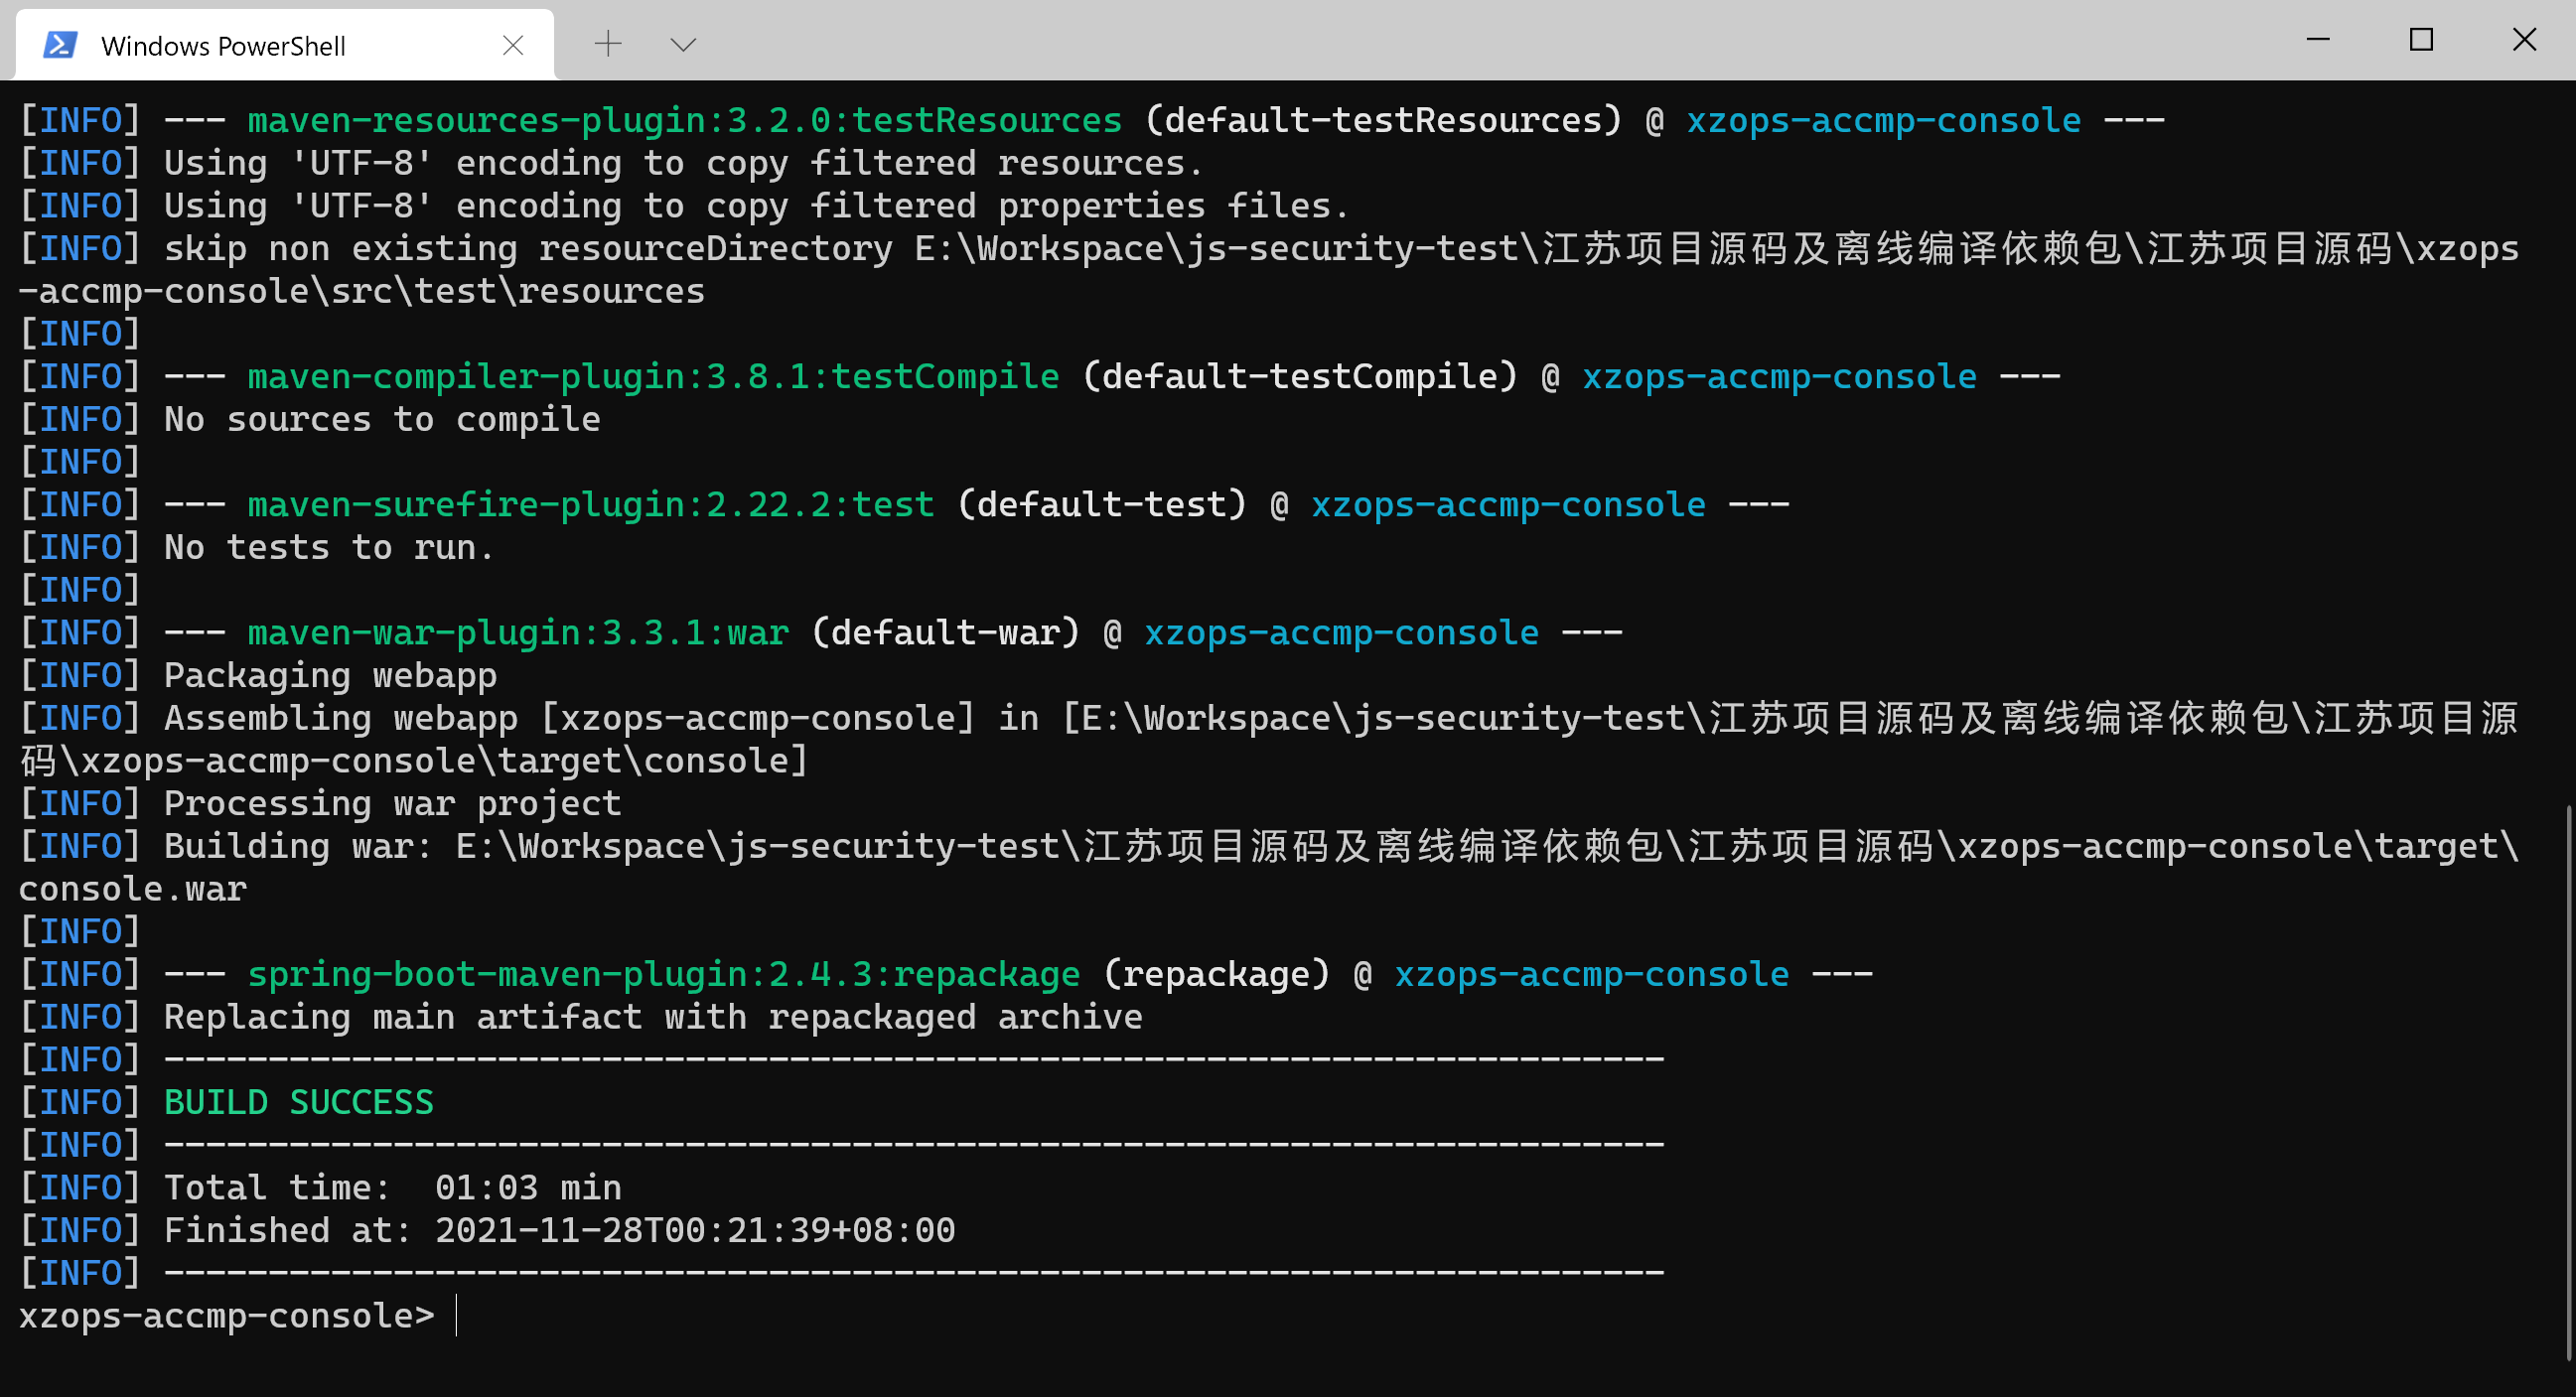 Windows PowerShell
[INFO] --- maven-resources-plugin:3.2.0:testResources (default-testResources) @ xzops-accmp-console ---
[INFO] Using 'UTF-8' encoding to copy filtered resources.
[INFO] Using 'UTF-8' encoding to copy filtered properties files.
[INFO] skip non existing resourceDirectory E:\Workspace\js-security-test\江苏项目源码及离线编译依赖包\江苏项目源码\xzops
-accmp-console\src\test\resources
[INFO]
[INFO] --- maven-compiler-plugin:3.8.1:testCompile (default-testCompile) @ xzops-accmp-console ---
[INFO] No sources to compile
[INFO]
[INFO] --- maven-surefire-plugin:2.22.2:test (default-test) @ xzops-accmp-console ---
[INFO] No tests to run.
[INFO]
[INFO] --- maven-war-plugin:3.3.1:war (default-war) @ xzops-accmp-console ---
[INFO] Packaging webapp
[INFO] Assembling webapp [xzops-accmp-console] in [E:\Workspace\js-security-test\江苏项目源码及离线编译依赖包\江苏项目源
码\xzops-accmp-console\target\console]
[INFO] Processing war project
[INFO] Building war: E:\Workspace\js-security-test\江苏项目源码及离线编译依赖包\江苏项目源码\xzops-accmp-console\target\
console.war
[INFO]
[INFO] --- spring-boot-maven-plugin:2.4.3:repackage (repackage) @ xzops-accmp-console ---
[INFO] Replacing main artifact with repackaged archive
[INFO] ------------------------------------------------------------------------
[INFO] BUILD SUCCESS
[INFO] ------------------------------------------------------------------------
[INFO] Total time:  01:03 min
[INFO] Finished at: 2021-11-28T00:21:39+08:00
[INFO] ------------------------------------------------------------------------
xzops-accmp-console>